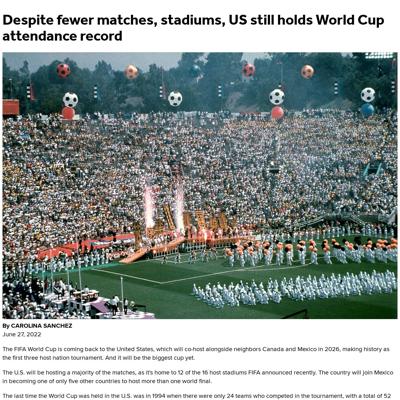 Despite fewer matches, stadiums, US still holds World Cup
attendance record
By CAROLINA SANCHEZ
June 27, 2022
The FIFA World Cup is coming back to the United States, which will co-host alongside neighbors Canada and Mexico in 2026, making history as
the first three host nation tournament. And it will be the biggest cup yet.
The U.S. will be hosting a majority of the matches, as it's home to 12 of the 16 host stadiums FIFA announced recently. The country will join Mexico
in becoming one of only five other countries to host more than one world final.
The last time the World Cup was held in the U.S. was in 1994 when there were only 24 teams who competed in the tournament, with a total of 52